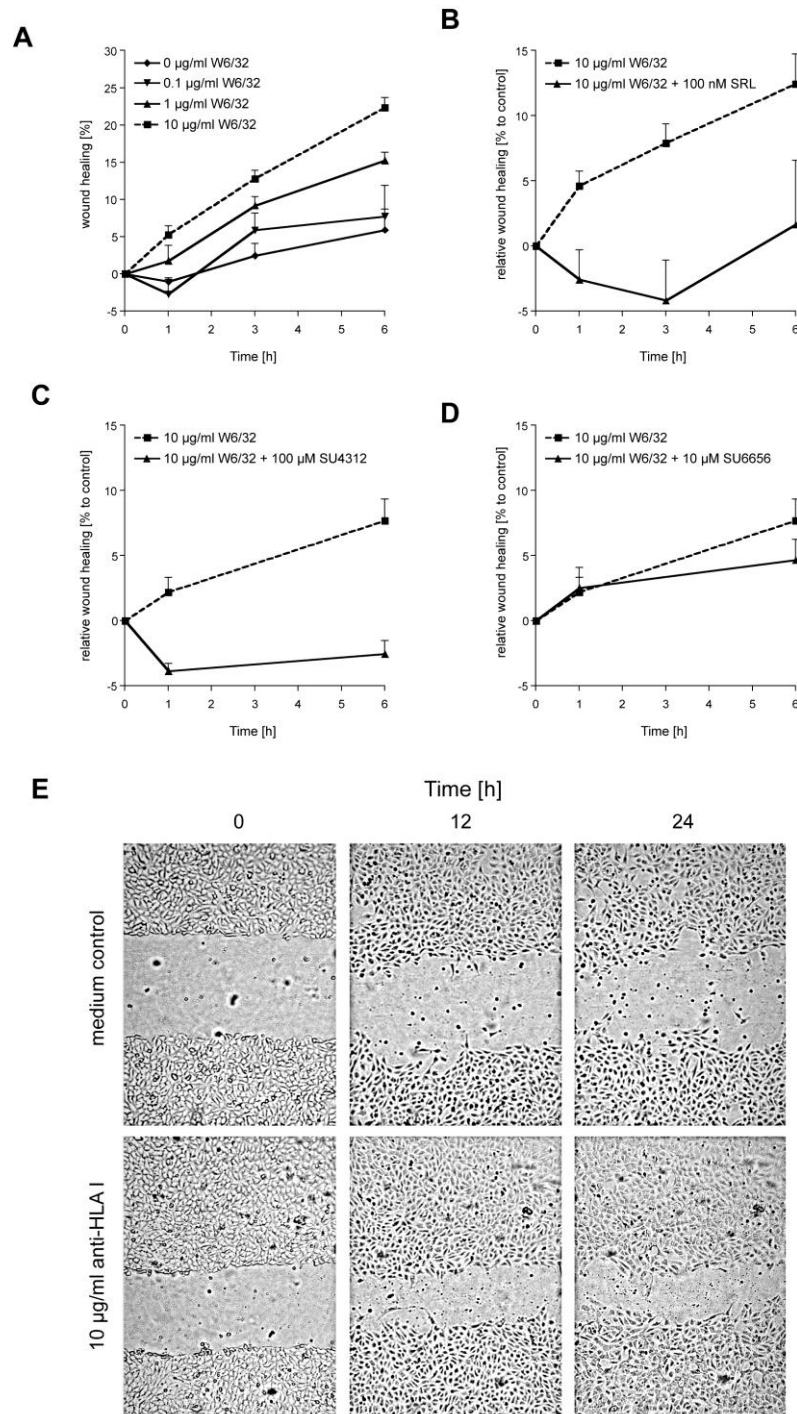 A
wound healing [%]
30
25
20
15
10
5
0
-5
0 µg/ml W6/32
0.1 µg/ml W6/32
1 µg/ml W6/32
10 µg/ml W6/32
0 1 2 3 4 5 6
Time [h]
B
relative wound healing [% to control]
15
10
5
0
-5
10 µg/ml W6/32
10 µg/ml W6/32 + 100 nM SRL
0 1 2 3 4 5 6
Time [h]
C
relative wound healing [% to control]
15
10
5
0
-5
10 µg/ml W6/32
10 µg/ml W6/32 + 100 µM SU4312
0 1 2 3 4 5 6
Time [h]
D
relative wound healing [% to control]
15
10
5
0
-5
10 µg/ml W6/32
10 µg/ml W6/32 + 10 µM SU6656
0 1 2 3 4 5 6
Time [h]
E
Time [h]
0 12 24
medium control
10 µg/ml anti-HLA I